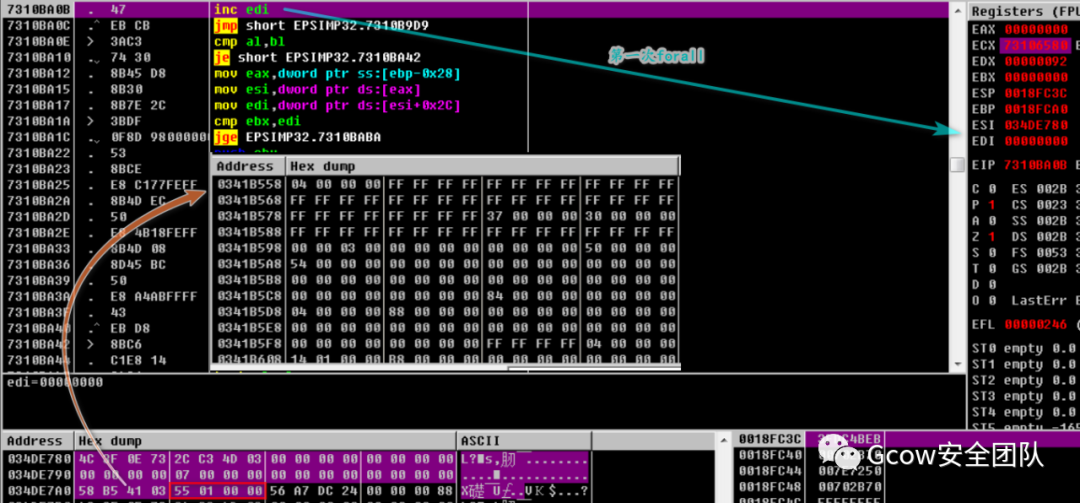 7310BA0B . 47 inc edi
7310BA0C .^ EB CB jmp short EPSIMP32.7310B9D9
7310BA0E > 3AC3 cmp al,bl
7310BA10 .⌄ 74 30 je short EPSIMP32.7310BA42
7310BA12 . 8B45 D8 mov eax,dword ptr ss:[ebp-0x28]
7310BA15 . 8B30 mov esi,dword ptr ds:[eax]
7310BA17 . 8B7E 2C mov edi,dword ptr ds:[esi+0x2C]
7310BA1A > 3BDF cmp ebx,edi
7310BA1C .⌄ 0F8D 9800000 jge EPSIMP32.7310BABA
7310BA22 . 53
7310BA23 . 8BCE
7310BA25 . E8 C177FEFF
7310BA2A . 8B4D EC
7310BA2D . 50
7310BA2E . E8 4B18FEFF
7310BA33 . 8B4D 08
7310BA36 . 8D45 BC
7310BA39 . 50
7310BA3A . E8 A4ABFFFF
7310BA3F . 43
7310BA40 .^ EB D8
7310BA42 > 8BC6
7310BA44 . C1E8 14
第一次forall
Address Hex dump
0341B558 04 00 00 00 FF FF FF FF FF FF FF FF FF FF FF FF
0341B568 FF FF FF FF FF FF FF FF FF FF FF FF FF FF FF FF
0341B578 FF FF FF FF FF FF FF FF 37 00 00 00 30 00 00 00
0341B588 FF FF FF FF FF FF FF FF FF FF FF FF FF FF FF FF
0341B598 00 00 03 00 00 00 00 00 00 00 00 00 50 00 00 00
0341B5A8 54 00 00 00 00 00 00 00 00 00 00 00 00 00 00 00
0341B5B8 00 00 00 00 00 00 00 00 00 00 00 00 00 00 00 00
0341B5C8 00 00 00 00 00 00 00 00 84 00 00 00 00 00 00 00
0341B5D8 04 00 00 00 88 00 00 00 00 00 00 00 00 00 00 00
0341B5E8 00 00 00 00 00 00 00 00 00 00 00 00 00 00 00 00
0341B5F8 00 00 00 00 00 00 00 00 FF FF FF FF 04 00 00 00
0341B608 14 01 00 00 B8 00 00 00 00 00 00 00 00 00 00 00
Registers (FPU
EAX 00000000
ECX 731065B0
EDX 00000092
EBX 00000000
ESP 0018FC3C
EBP 0018FCA0
ESI 034DE780
EDI 00000000
EIP 7310BA0B
C 0 ES 002B
P 1 CS 0023
A 0 SS 002B
Z 1 DS 002B
S 0 FS 0053
T 0 GS 002B
D 0
O 0 LastErr
EFL 00000246
ST0 empty 0.0
ST1 empty 0.0
ST2 empty 0.0
ST3 empty 0.0
ST4 empty 0.0
edi=00000000
Address Hex dump ASCII
034DE780 4C 0F 0E 73 2C C3 4D 03 00 00 00 00 00 00 00 00
034DE790 00 00 00 00 07 00 00 00 00 00 00 00 00 00 00 00
034DE7A0 58 B5 41 03 55 01 00 00 56 A7 DC 24 00 00 00 88
0018FC3C
0018FC40
0018FC44 007E7250
0018FC48 00702B70
Gcow安全团队